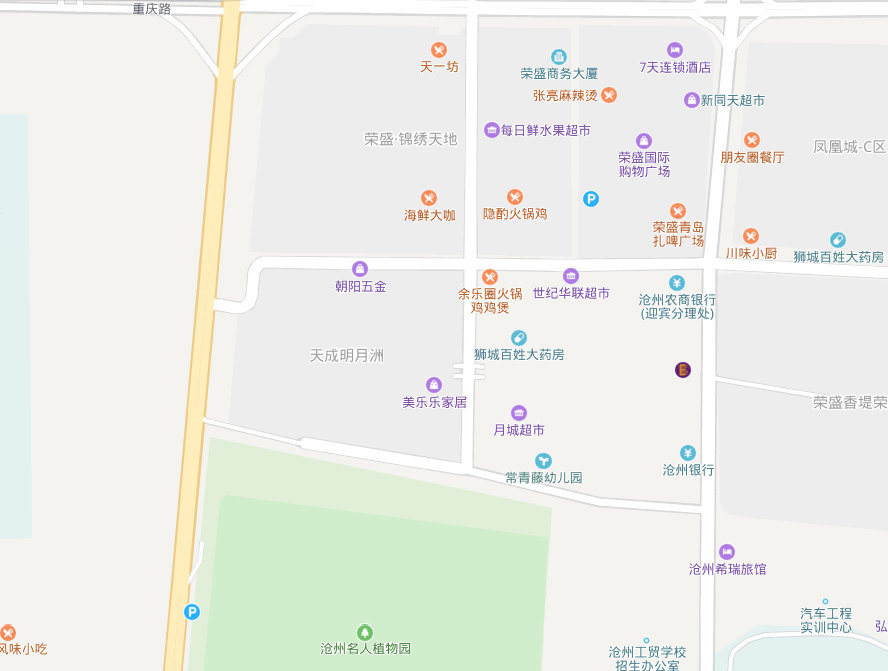 重庆路
天一坊
荣盛商务大厦
7天连锁酒店
张亮麻辣烫
新同天超市
每日鲜水果超市
荣盛·锦绣天地
荣盛国际
购物广场
朋友圈餐厅
凤凰城-C区
P
海鲜大咖
隐酌火锅鸡
荣盛青岛
扎啤广场
川味小厨
狮城百姓大药房
朝阳五金
余乐圈火锅
鸡鸡煲
世纪华联超市
沧州农商银行
(迎宾分理处)
天成明月洲
狮城百姓大药房
E
美乐乐家居
荣盛香堤荣
月城超市
沧州银行
常青藤幼儿园
沧州希瑞旅馆
P
汽车工程
实训中心
弘
风味小吃
沧州名人植物园
沧州工贸学校
招生办公室